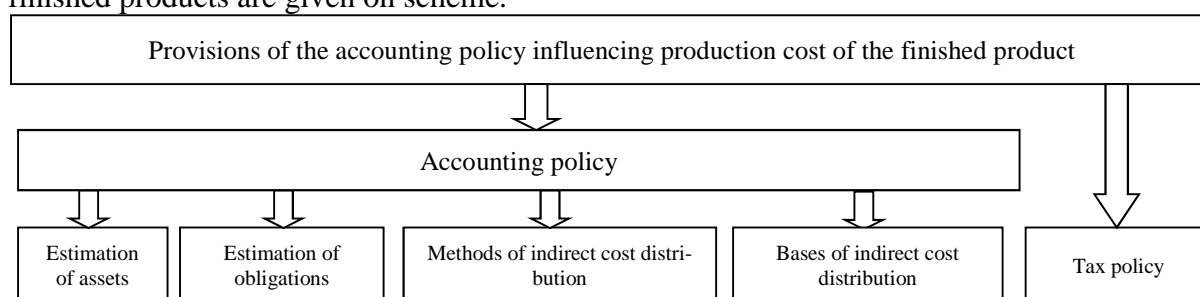 finished products are given on scheme.
Provisions of the accounting policy influencing production cost of the finished product
Accounting policy
Estimation
of assets
Estimation of
obligations
Methods of indirect cost distri-
bution
Bases of indirect cost
distribution
Tax policy